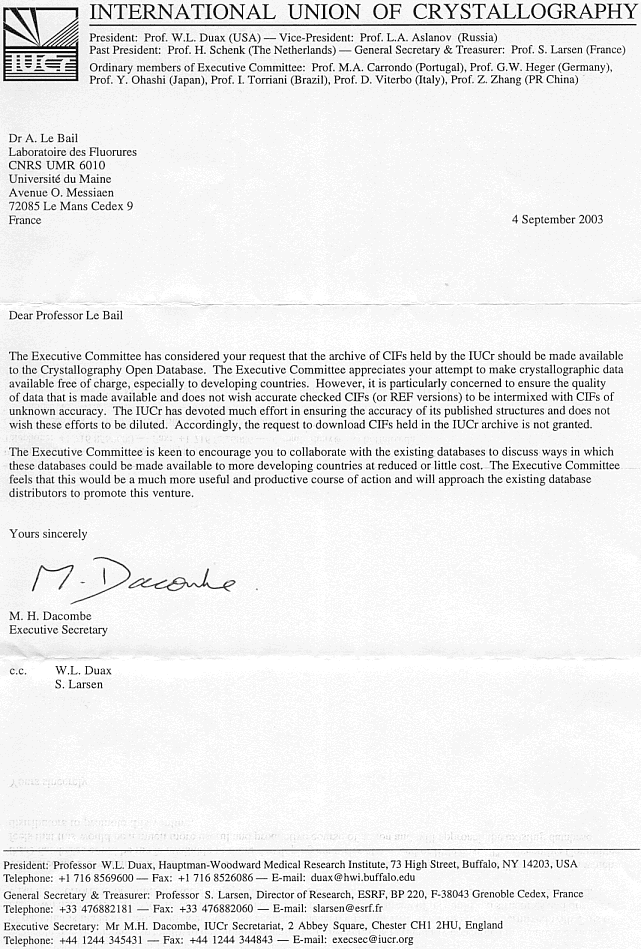 INTERNATIONAL UNION OF CRYSTALLOGRAPHY
IUCr
President: Prof. W.L. Duax (USA) — Vice-President: Prof. L.A. Aslanov (Russia)
Past President: Prof. H. Schenk (The Netherlands) — General Secretary & Treasurer: Prof. S. Larsen (France)
Ordinary members of Executive Committee: Prof. M.A. Carrondo (Portugal), Prof. G.W. Heger (Germany),
Prof. Y. Ohashi (Japan), Prof. I. Torriani (Brazil), Prof. D. Viterbo (Italy), Prof. Z. Zhang (PR China)
Dr A. Le Bail
Laboratoire des Fluorures
CNRS UMR 6010
Université du Maine
Avenue O. Messiaen
72085 Le Mans Cedex 9
France
4 September 2003
Dear Professor Le Bail
The Executive Committee has considered your request that the archive of CIFs held by the IUCr should be made available
to the Crystallography Open Database. The Executive Committee appreciates your attempt to make crystallographic data
available free of charge, especially to developing countries. However, it is particularly concerned to ensure the quality
of data that is made available and does not wish accurate checked CIFs (or REF versions) to be intermixed with CIFs of
unknown accuracy. The IUCr has devoted much effort in ensuring the accuracy of its published structures and does not
wish these efforts to be diluted. Accordingly, the request to download CIFs held in the IUCr archive is not granted.
The Executive Committee is keen to encourage you to collaborate with the existing databases to discuss ways in which
these databases could be made available to more developing countries at reduced or little cost. The Executive Committee
feels that this would be a much more useful and productive course of action and will approach the existing database
distributors to promote this venture.
Yours sincerely
M. Dacombe
M. H. Dacombe
Executive Secretary
c.c. W.L. Duax
S. Larsen
President: Professor W.L. Duax, Hauptman-Woodward Medical Research Institute, 73 High Street, Buffalo, NY 14203, USA
Telephone: +1 716 8569600 — Fax: +1 716 8526086 — E-mail: duax@hwi.buffalo.edu
General Secretary & Treasurer: Professor S. Larsen, Director of Research, ESRF, BP 220, F-38043 Grenoble Cedex, France
Telephone: +33 476882181 — Fax: +33 476882060 — E-mail: slarsen@esrf.fr
Executive Secretary: Mr M.H. Dacombe, IUCr Secretariat, 2 Abbey Square, Chester CH1 2HU, England
Telephone: +44 1244 345431 — Fax: +44 1244 344843 — E-mail: execsec@iucr.org